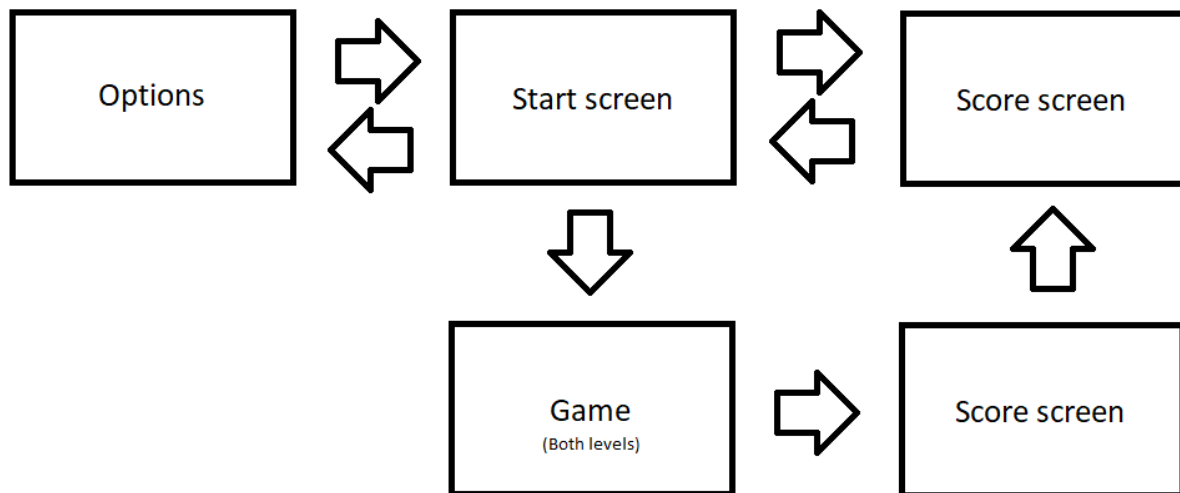 Options
Start screen
Score screen
Game
(Both levels)
Score screen